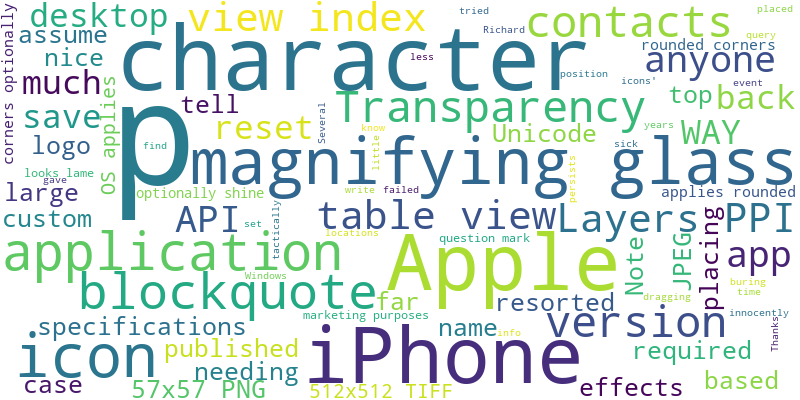 corners optionally
desktop
view index
tried
Richard
contacts
placed
query
assume
character
less
rounded corners
nice
position
icons'
anyone
much
OS applies
p
tell
Several
Transparency
top
back
event
save
reset
know
Unicode
years
WAY
logo
find
little
magnifying glass
sick
looks lame
gave
large
optionally shine
write
failed
persists
applies rounded
custom
API
set
tactically
table view
Layers
PPI
application
locations
Apple
question mark
Note
JPEG
placing
app
Windows
blockquote
far
resorted
dragging
buring
time
specifications
marketing purposes
name
info
version
innocently
icon
published
iPhone
required
Thanks
case
needing
57x57 PNG
512x512 TIFF
effects
based